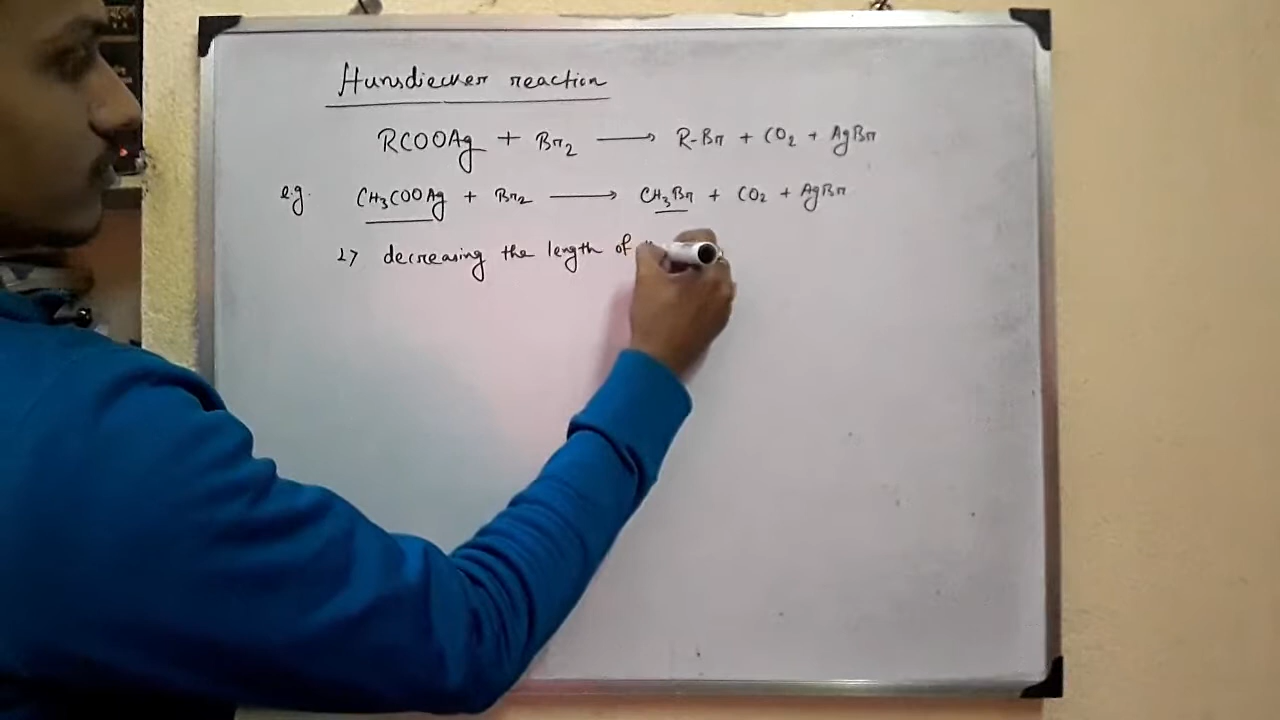 Hunsdiecker reaction
RCOOAg + Br2 ⟶ R-Br + CO2 + AgBr
e.g. CH3COOAg + Br2 ⟶ CH3Br + CO2 + AgBr
1> decreasing the length of